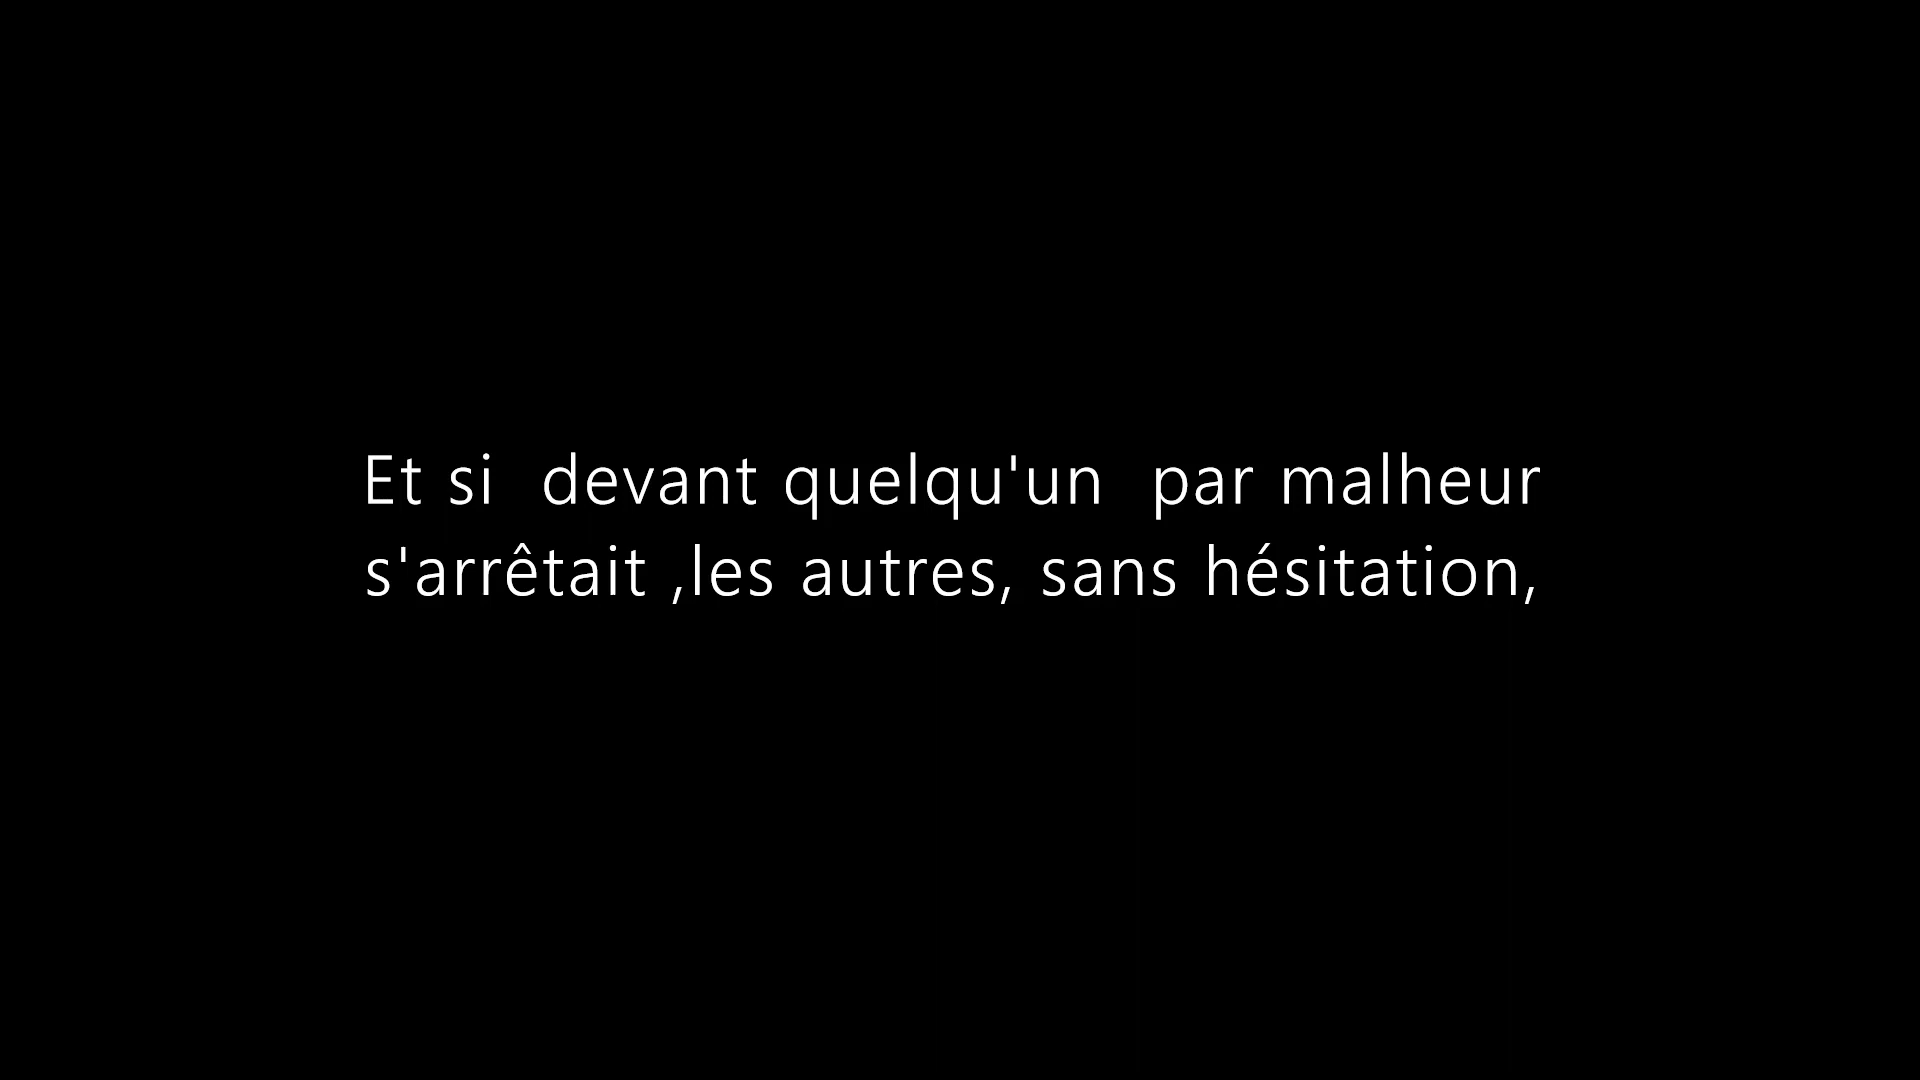 Et si  devant quelqu'un  par malheur
s'arrêtait ,les autres, sans hésitation,